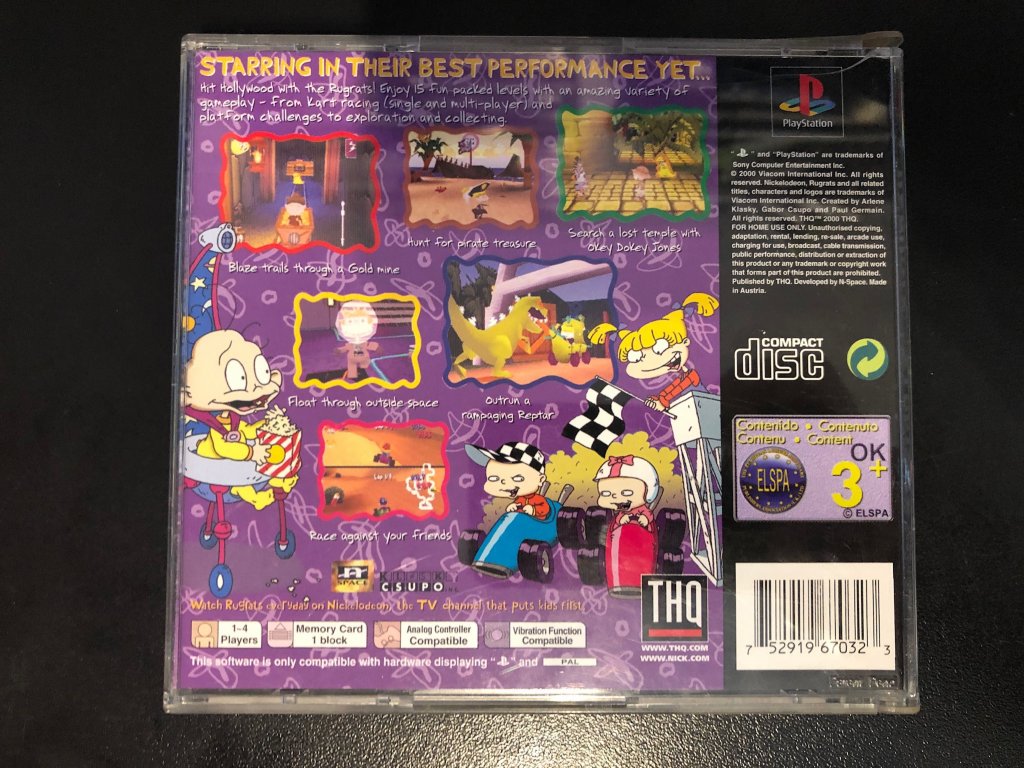 STARRING IN THEIR BEST PERFORMANCE YET...
Hit Hollywood with the Rugrats! Enjoy 15 fun-packed levels with an amazing variety of
gameplay - from Kart racing (single and multi-player) and
platform challenges to exploration and collecting.
Blaze trails through a Gold mine
Hunt for pirate treasure
Search a lost temple with
Okey Dokey Jones
Float through outside space
Outrun a
rampaging Reptar
Lap 1/3
Race against your friends
SPACE
KLASKY
CSUPO INC.
Watch Rugrats everyday on Nickelodeon, the TV channel that puts kids first.
1-4
Players
Memory Card
1 block
Analog Controller
Compatible
Vibration Function
Compatible
This software is only compatible with hardware displaying " " and PAL
THQ
WWW.THQ.COM
WWW.NICK.COM
PlayStation
" " and "PlayStation" are trademarks of
Sony Computer Entertainment Inc.
© 2000 Viacom International Inc. All rights
reserved. Nickelodeon, Rugrats and all related
titles, characters and logos are trademarks of
Viacom International Inc. Created by Arlene
Klasky, Gabor Csupo and Paul Germain.
All rights reserved. THQ™ 2000 THQ.
FOR HOME USE ONLY. Unauthorised copying,
adaptation, rental, lending, re-sale, arcade use,
charging for use, broadcast, cable transmission,
public performance, distribution or extraction of
this product or any trademark or copyright work
that forms part of this product are prohibited.
Published by THQ. Developed by N-Space. Made
in Austria.
COMPACT
disc
Contenido • Contenuto
Contenu • Content
OK
3+
ELSPA
© ELSPA
7 52919 67032 3